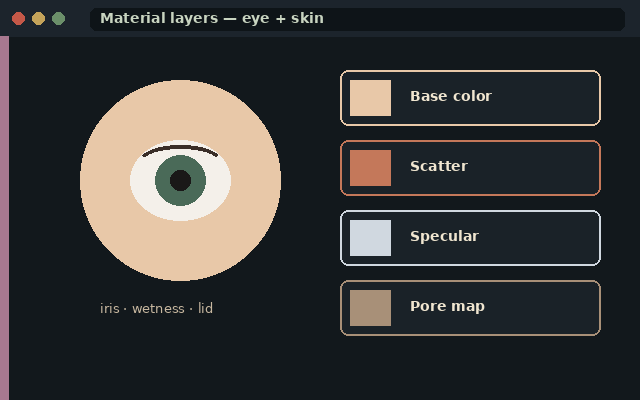 Material layers — eye + skin
Base color
Scatter
Specular
Pore map
iris · wetness · lid